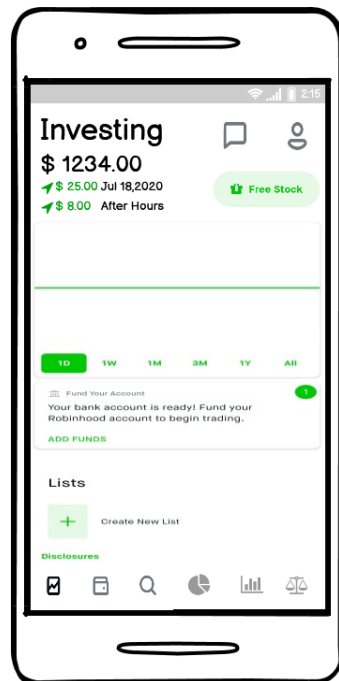 2:15
Investing
$ 1234.00
$ 25.00 Jul 18,2020
$ 8.00 After Hours
Free Stock
1D 1W 1M 3M 1Y All
Fund Your Account 1
Your bank account is ready! Fund your
Robinhood account to begin trading.
ADD FUNDS
Lists
Create New List
Disclosures